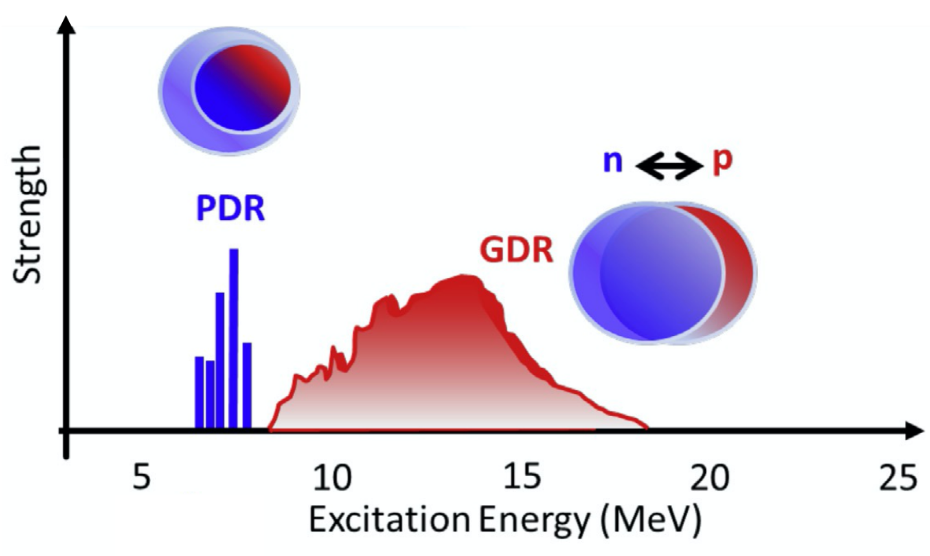 Strength
PDR
n p
GDR
5 10 15 20 25
Excitation Energy (MeV)